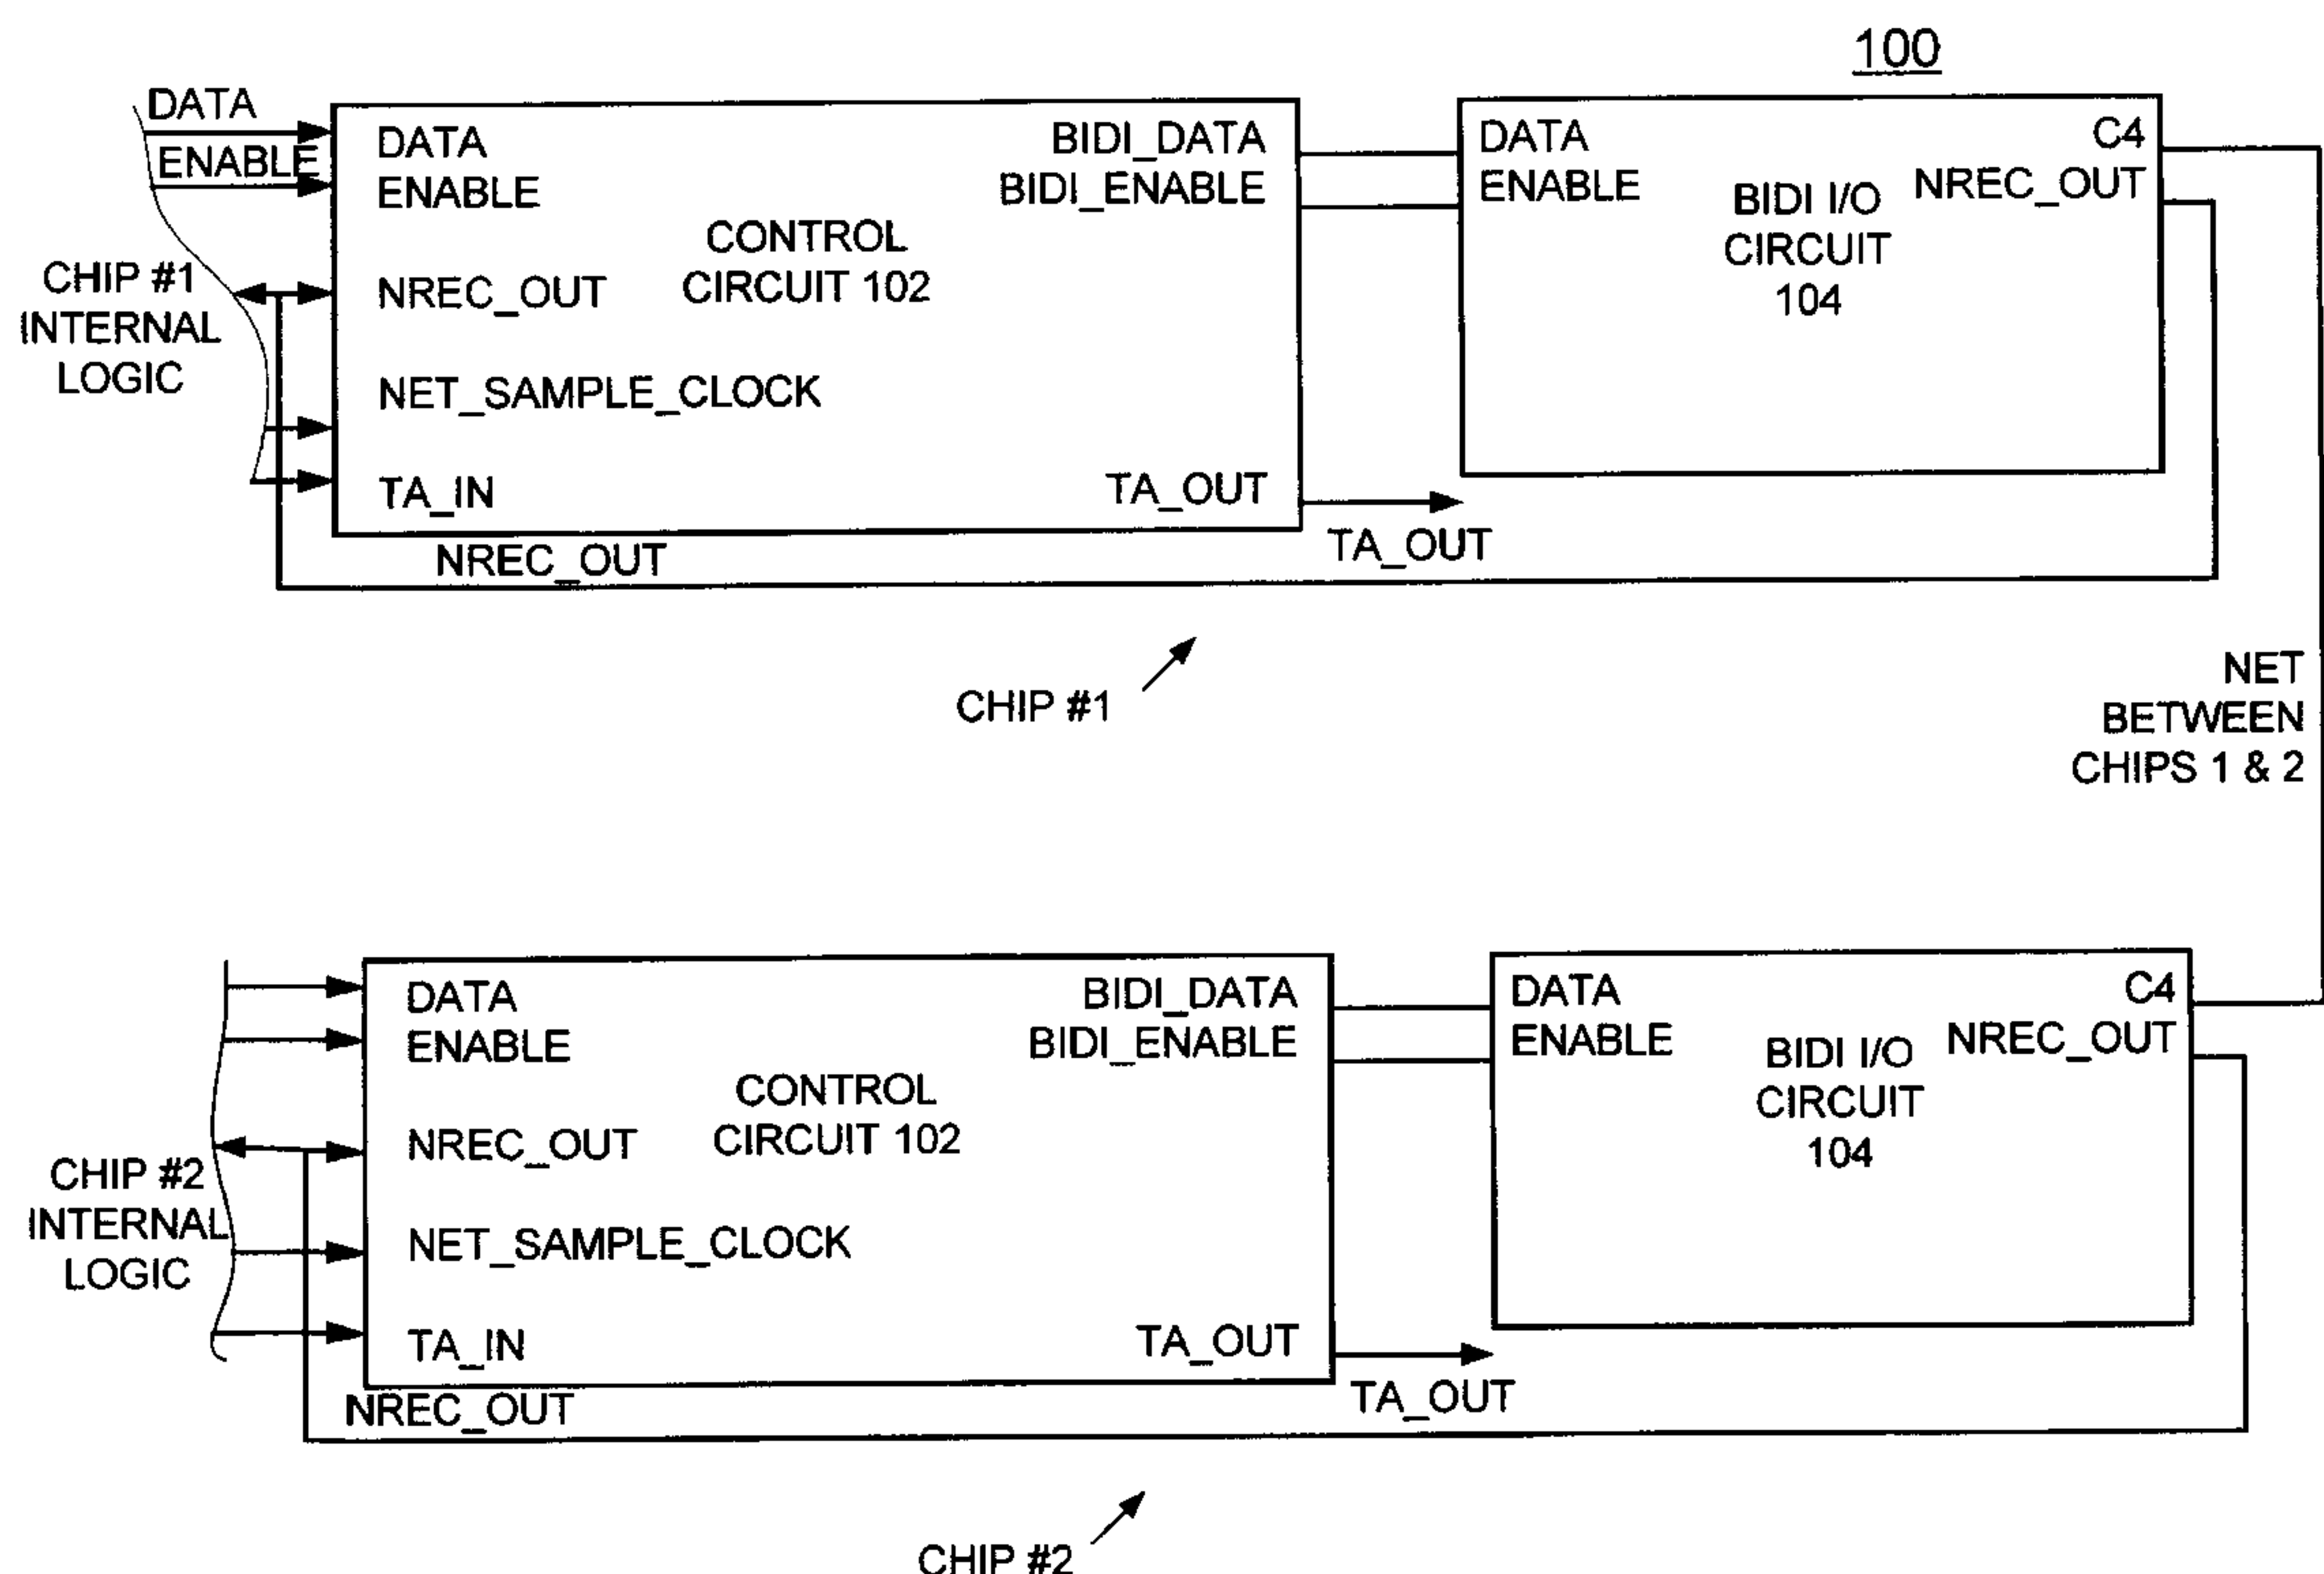 100
DATA
ENABLE
CHIP #1
INTERNAL
LOGIC
DATA
ENABLE
NREC_OUT
NET_SAMPLE_CLOCK
TA_IN
CONTROL
CIRCUIT 102
BIDI_DATA
BIDI_ENABLE
TA_OUT
TA_OUT
NREC_OUT
DATA
ENABLE
BIDI I/O
CIRCUIT
104
C4
NREC_OUT
CHIP #1
NET
BETWEEN
CHIPS 1 & 2
CHIP #2
INTERNAL
LOGIC
DATA
ENABLE
NREC_OUT
NET_SAMPLE_CLOCK
TA_IN
CONTROL
CIRCUIT 102
BIDI_DATA
BIDI_ENABLE
TA_OUT
TA_OUT
NREC_OUT
DATA
ENABLE
BIDI I/O
CIRCUIT
104
C4
NREC_OUT
CHIP #2